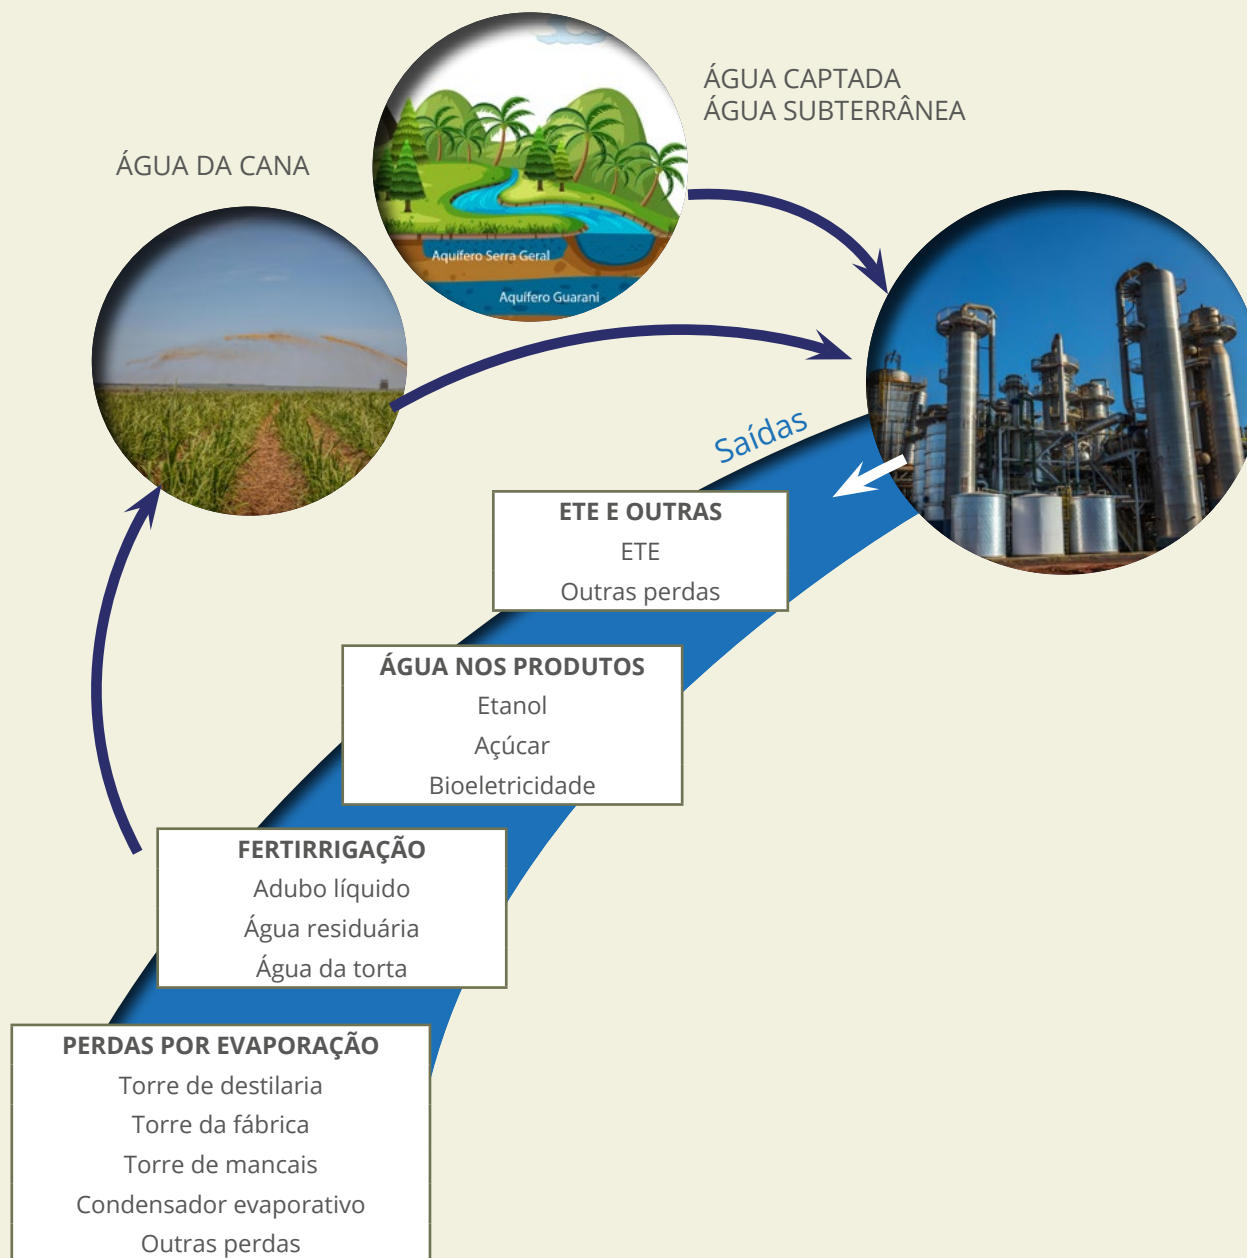 ÁGUA CAPTADA
ÁGUA SUBTERRÂNEA
ÁGUA DA CANA
Aquífero Serra Geral
Aquífero Guarani
Saídas
ETE E OUTRAS
ETE
Outras perdas
ÁGUA NOS PRODUTOS
Etanol
Açúcar
Bioeletricidade
FERTIRRIGAÇÃO
Adubo líquido
Água residuária
Água da torta
PERDAS POR EVAPORAÇÃO
Torre de destilaria
Torre da fábrica
Torre de mancais
Condensador evaporativo
Outras perdas